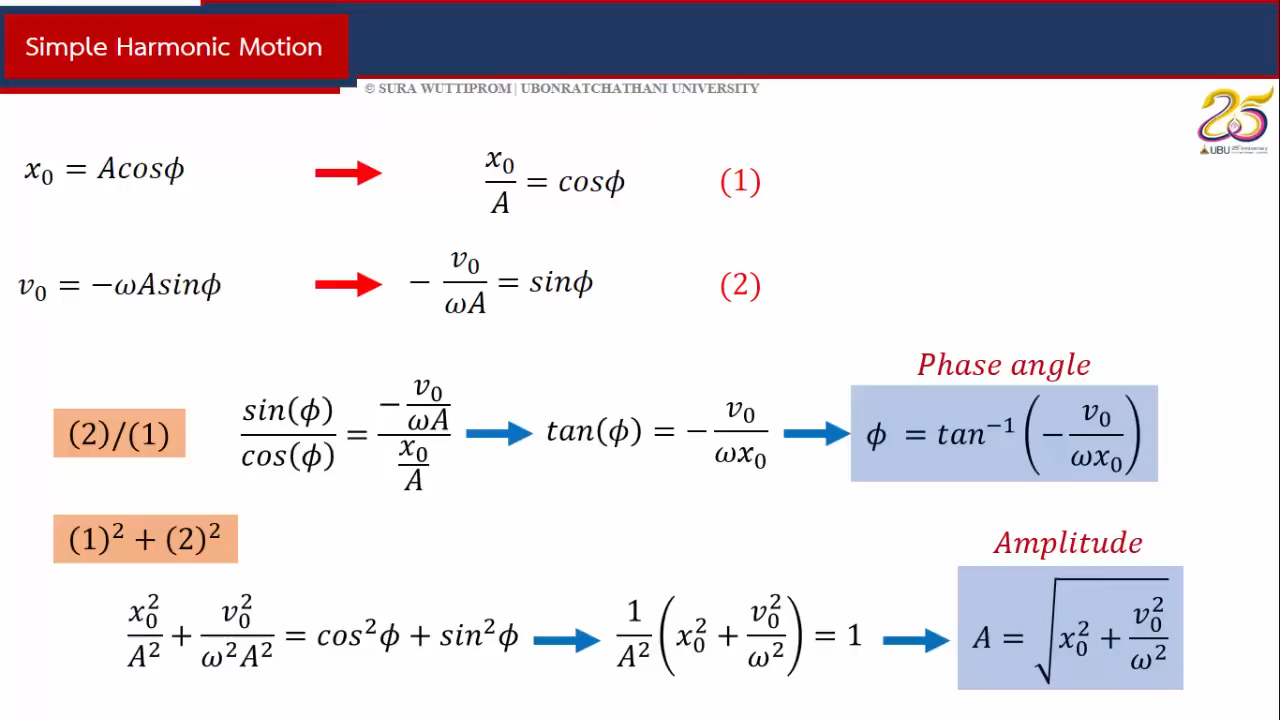 Simple Harmonic Motion
© SURA WUTTIPROM | UBONRATCHATHANI UNIVERSITY
25
UBU
x₀ = Acosϕ
x₀/A = cosϕ (1)
v₀ = −ωAsinϕ
− v₀/ωA = sinϕ (2)
Phase angle
(2)/(1)
sin(ϕ)/cos(ϕ) = (− v₀/ωA)/(x₀/A)
tan(ϕ) = − v₀/ωx₀
ϕ = tan⁻¹(− v₀/ωx₀)
(1)² + (2)²
Amplitude
x₀²/A² + v₀²/ω²A² = cos²ϕ + sin²ϕ
1/A² (x₀² + v₀²/ω²) = 1
A = √(x₀² + v₀²/ω²)